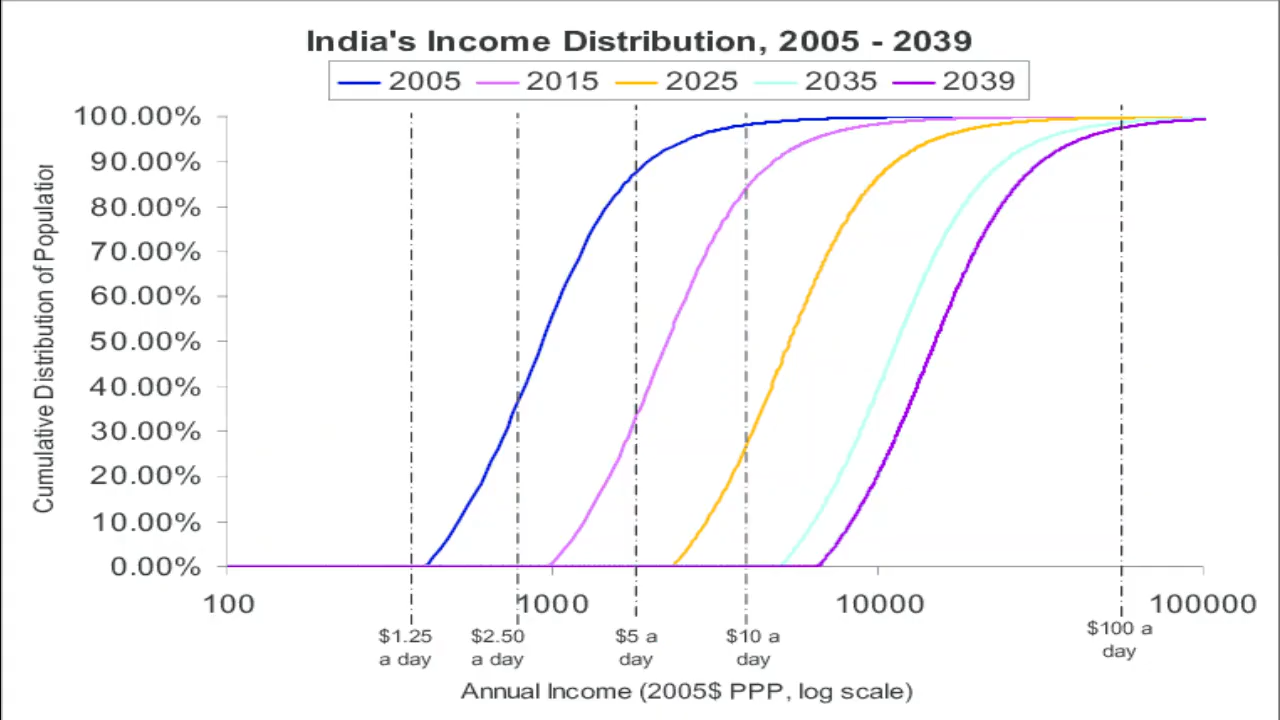 India's Income Distribution, 2005 - 2039
2005 2015 2025 2035 2039
Cumulative Distribution of Population
100.00%
90.00%
80.00%
70.00%
60.00%
50.00%
40.00%
30.00%
20.00%
10.00%
0.00%
100 1000 10000 100000
$1.25 a day
$2.50 a day
$5 a day
$10 a day
$100 a day
Annual Income (2005$ PPP, log scale)